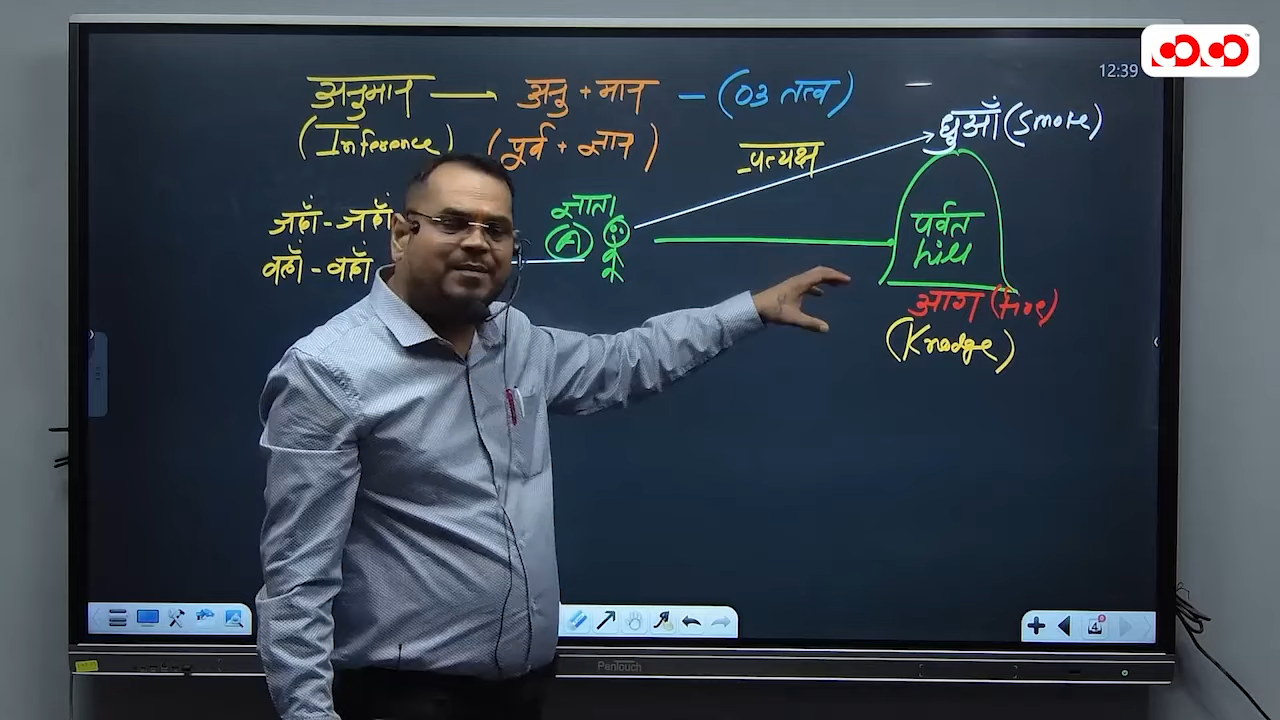 अनुमान → अनु + मान – (03 तत्व)
(Inference) (पूर्व + ज्ञान)
12:39
धुआँ (Smoke)
प्रत्यक्ष
जहाँ - जहाँ
वहाँ - वहाँ
ज्ञाता
A
पर्वत
hill
आग (fire)
Pentouch